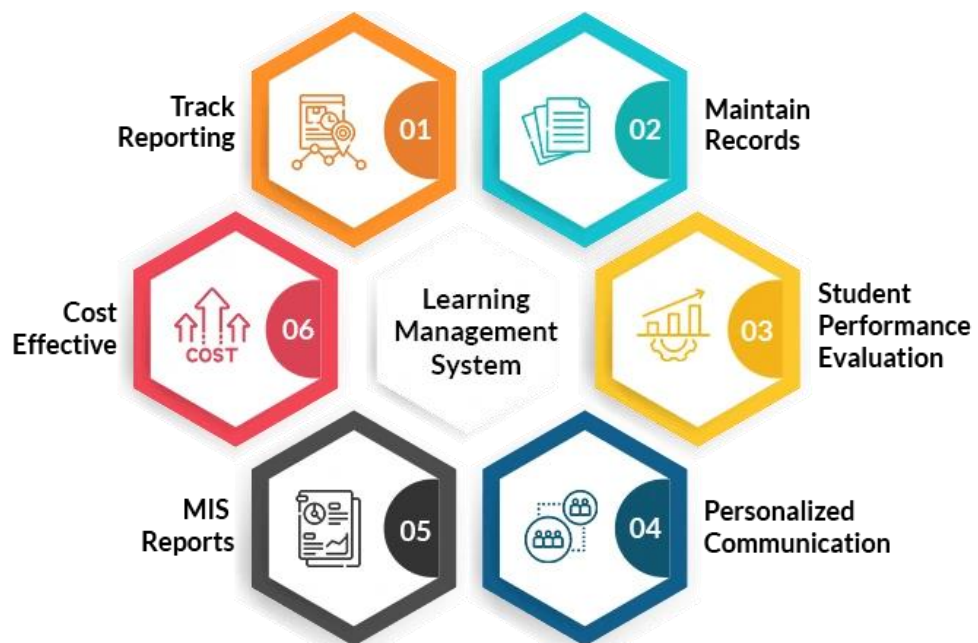 Track
Reporting
01
02
Maintain
Records
Cost
Effective
COST
06
Learning
Management
System
03
Student
Performance
Evaluation
MIS
Reports
05
04
Personalized
Communication